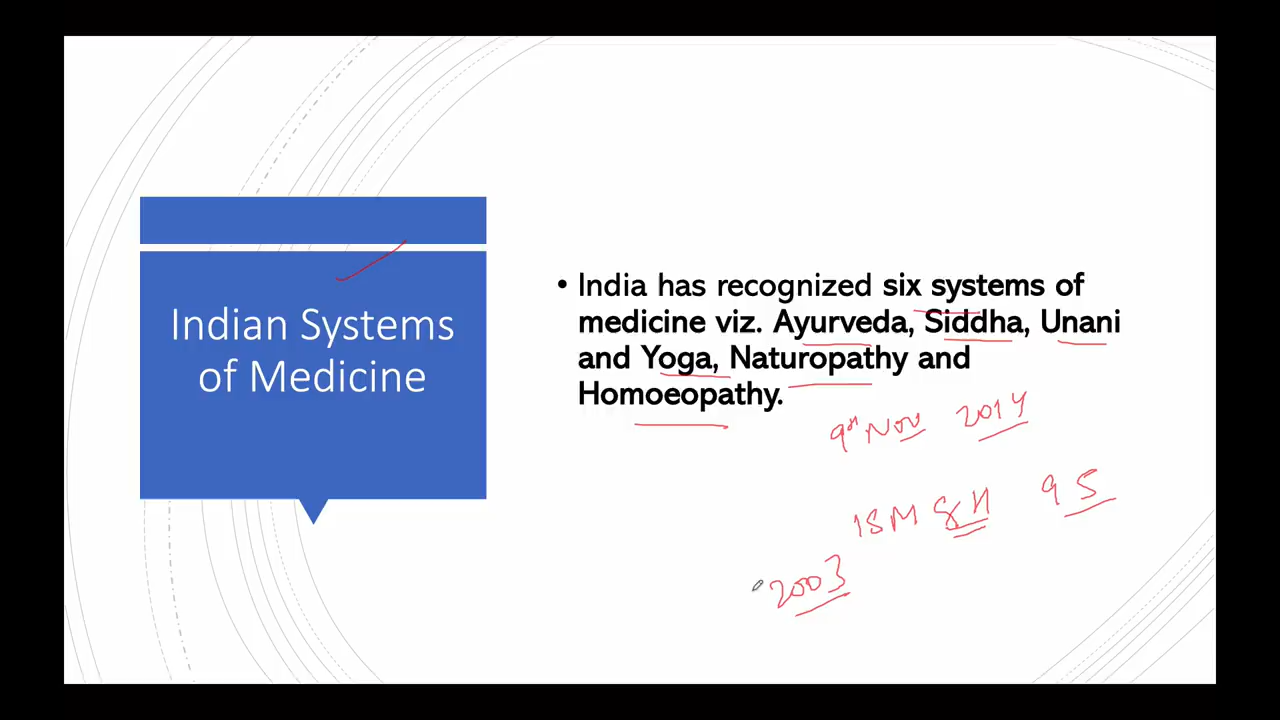 Indian Systems
of Medicine
• India has recognized six systems of
medicine viz. Ayurveda, Siddha, Unani
and Yoga, Naturopathy and
Homoeopathy.
9th Nov 2014
ISM & H 95
2003